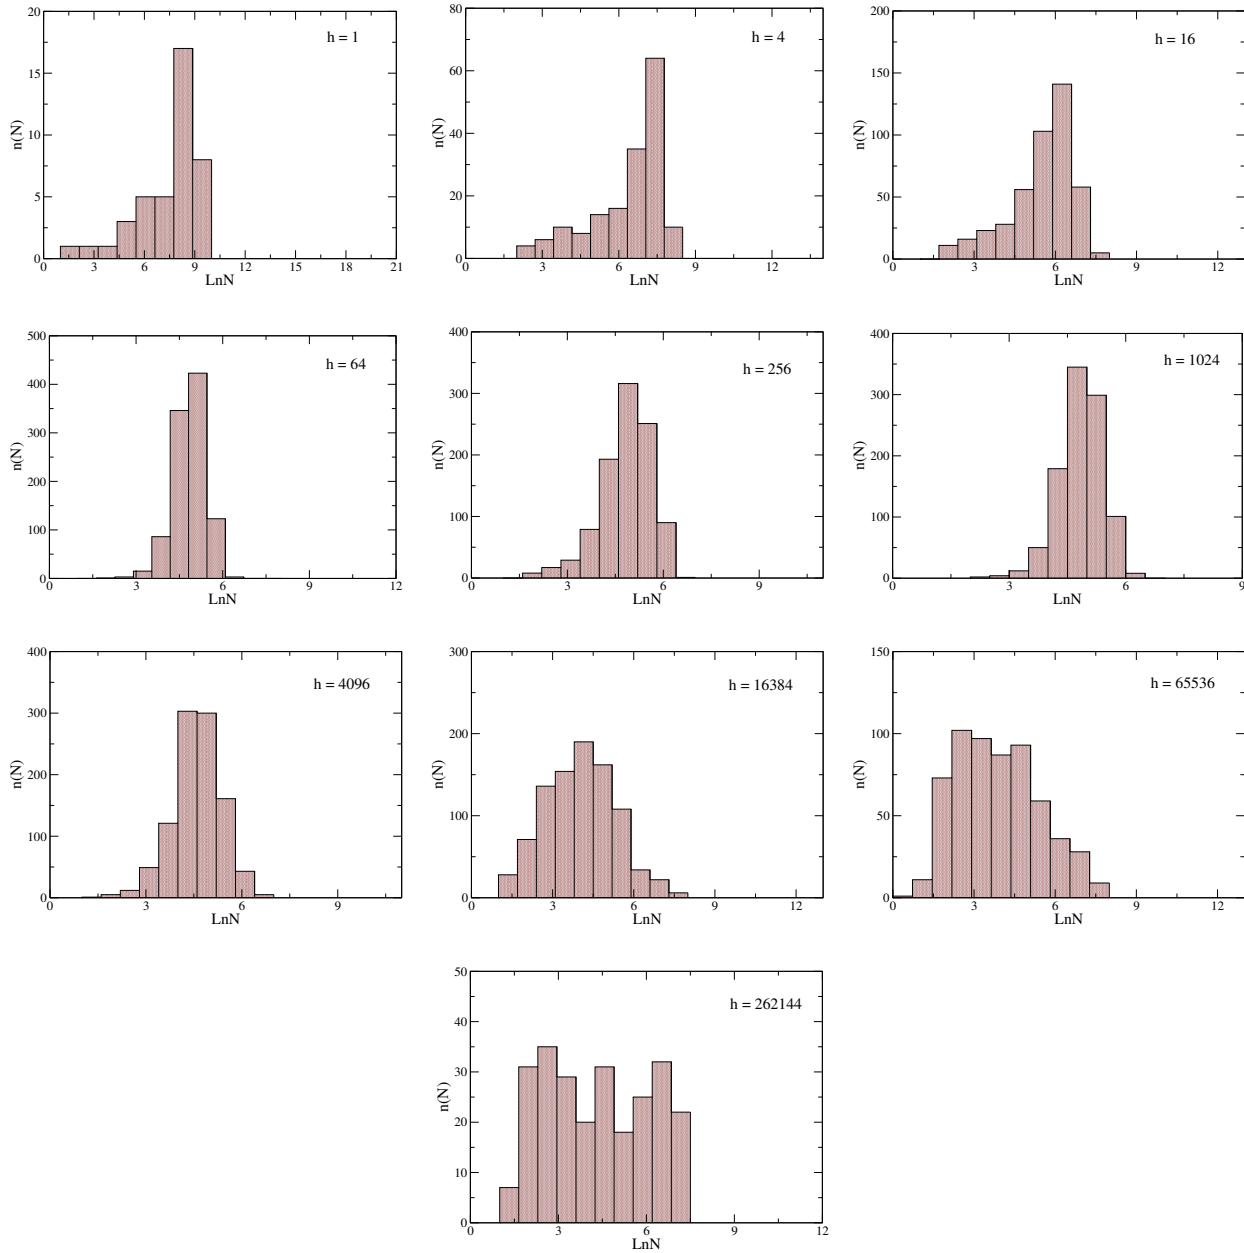 h = 1
20
15
10
5
0
n(N)
0 3 6 9 12 15 18 21
LnN
h = 4
80
60
40
20
0
n(N)
0 3 6 9 12
LnN
h = 16
200
150
100
50
0
n(N)
0 3 6 9 12
LnN
h = 64
500
400
300
200
100
0
n(N)
0 3 6 9 12
LnN
h = 256
400
300
200
100
0
n(N)
0 3 6 9
LnN
h = 1024
400
300
200
100
0
n(N)
0 3 6 9
LnN
h = 4096
400
300
200
100
0
n(N)
0 3 6 9
LnN
h = 16384
300
200
100
0
n(N)
0 3 6 9 12
LnN
h = 65536
150
100
50
0
n(N)
0 3 6 9 12
LnN
h = 262144
50
40
30
20
10
0
n(N)
0 3 6 9 12
LnN